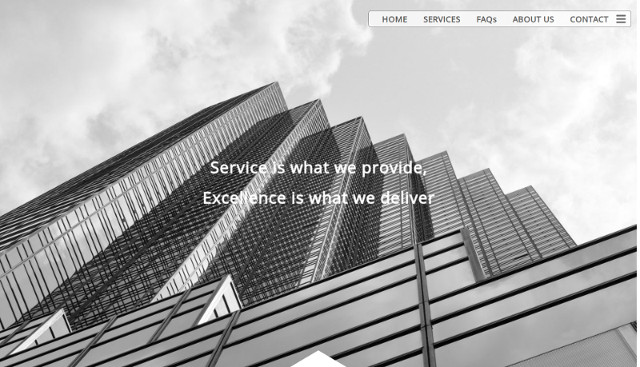 HOME SERVICES FAQs ABOUT US CONTACT
Service is what we provide,
Excellence is what we deliver